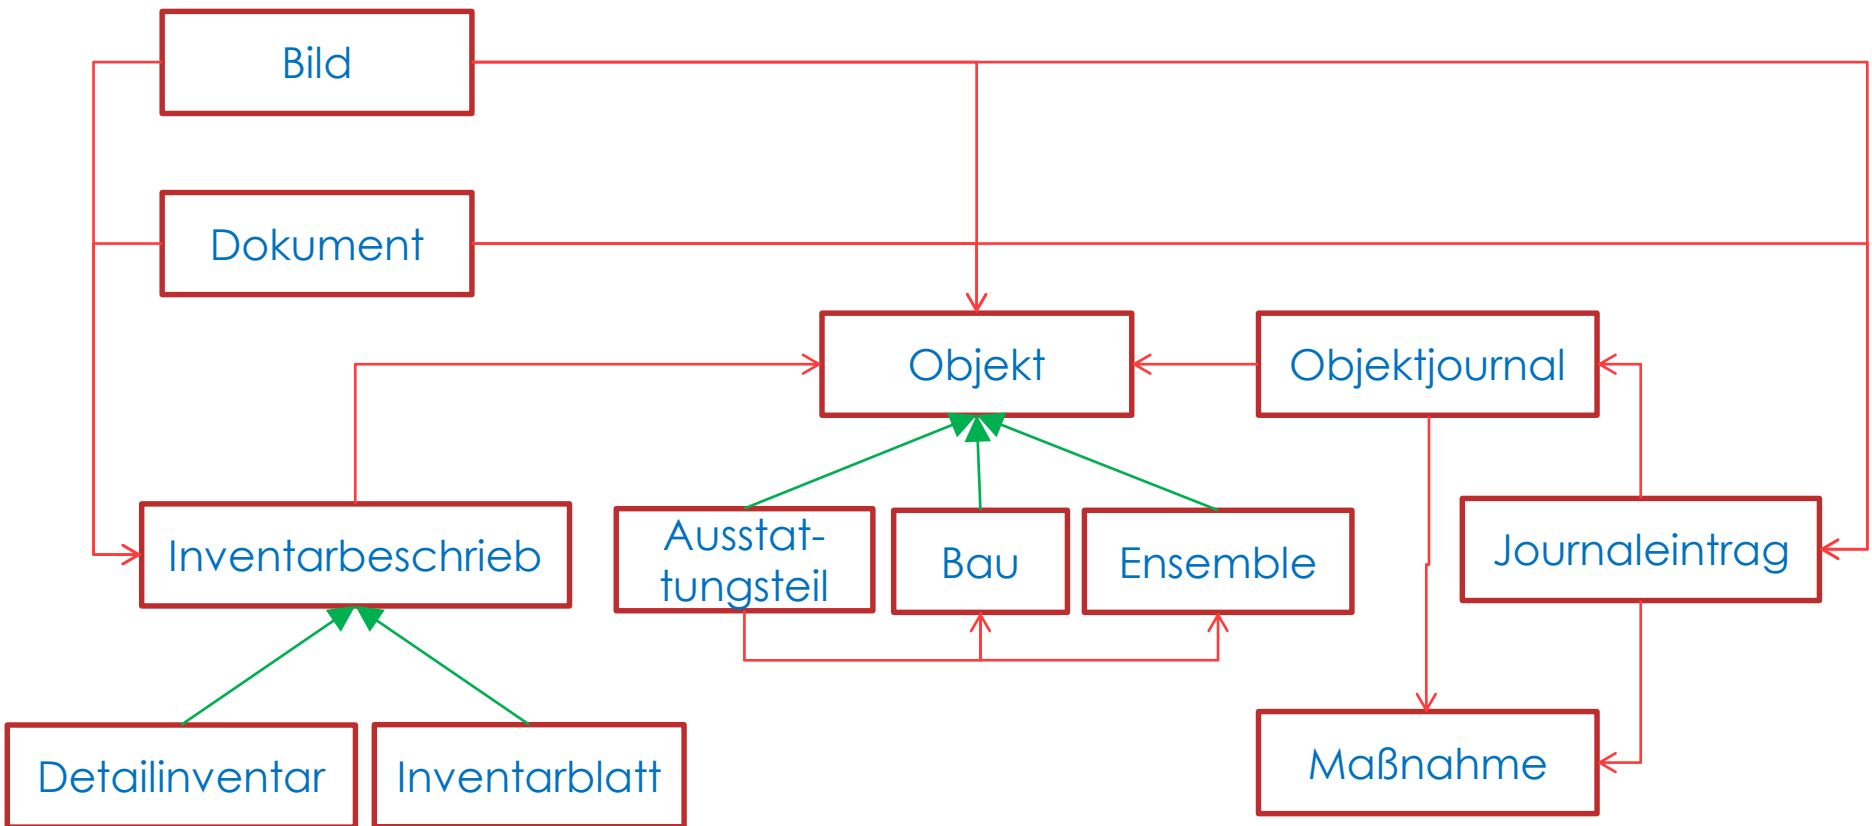 Bild
Dokument
Objekt
Objektjournal
Inventarbeschrieb
Ausstat-
tungsteil
Bau
Ensemble
Journaleintrag
Detailinventar
Inventarblatt
Maßnahme